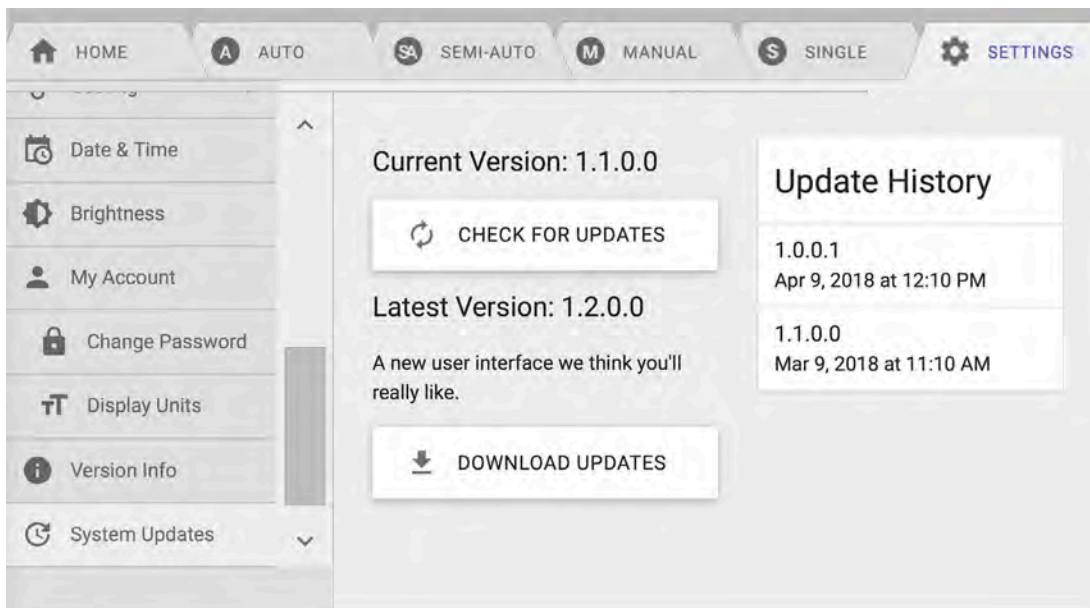 HOME
A AUTO
SA SEMI-AUTO
M MANUAL
S SINGLE
SETTINGS
Date & Time
Brightness
My Account
Change Password
Display Units
Version Info
System Updates
Current Version: 1.1.0.0
CHECK FOR UPDATES
Latest Version: 1.2.0.0
A new user interface we think you'll
really like.
DOWNLOAD UPDATES
Update History
1.0.0.1
Apr 9, 2018 at 12:10 PM
1.1.0.0
Mar 9, 2018 at 11:10 AM